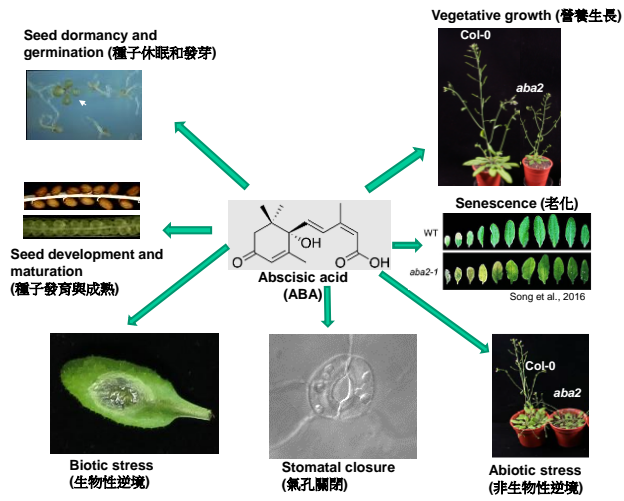 Vegetative growth (營養生長)
Col-0
aba2
Seed dormancy and
germination (種子休眠和發芽)
Senescence (老化)
WT
aba2-1
Song et al., 2016
OH
O
O
OH
Abscisic acid
(ABA)
Seed development and
maturation
(種子發育與成熟)
Col-0
aba2
Biotic stress
(生物性逆境)
Stomatal closure
(氣孔關閉)
Abiotic stress
(非生物性逆境)